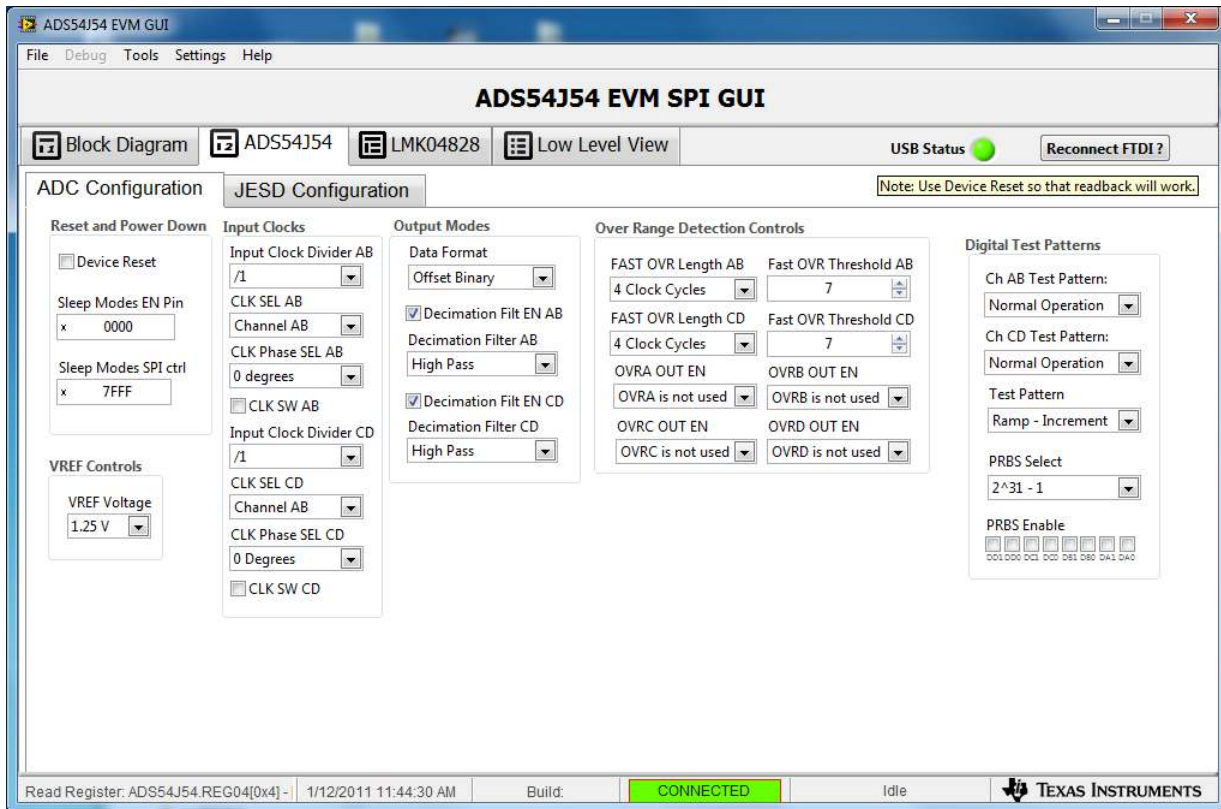 ADS54J54 EVM GUI
File Debug Tools Settings Help
ADS54J54 EVM SPI GUI
Block Diagram ADS54J54 LMK04828 Low Level View USB Status Reconnect FTDI ?
ADC Configuration JESD Configuration Note: Use Device Reset so that readback will work.
Reset and Power Down
Device Reset
Sleep Modes EN Pin
x 0000
Sleep Modes SPI ctrl
x 7FFF
VREF Controls
VREF Voltage
1.25 V
Input Clocks
Input Clock Divider AB
/1
CLK SEL AB
Channel AB
CLK Phase SEL AB
0 degrees
CLK SW AB
Input Clock Divider CD
/1
CLK SEL CD
Channel AB
CLK Phase SEL CD
0 Degrees
CLK SW CD
Output Modes
Data Format
Offset Binary
Decimation Filt EN AB
Decimation Filter AB
High Pass
Decimation Filt EN CD
Decimation Filter CD
High Pass
Over Range Detection Controls
FAST OVR Length AB Fast OVR Threshold AB
4 Clock Cycles 7
FAST OVR Length CD Fast OVR Threshold CD
4 Clock Cycles 7
OVRA OUT EN OVRB OUT EN
OVRA is not used OVRB is not used
OVRC OUT EN OVRD OUT EN
OVRC is not used OVRD is not used
Digital Test Patterns
Ch AB Test Pattern:
Normal Operation
Ch CD Test Pattern:
Normal Operation
Test Pattern
Ramp - Increment
PRBS Select
2^31 - 1
PRBS Enable
DD1 DD0 DC1 DC0 DB1 DB0 DA1 DA0
Read Register: ADS54J54.REG04[0x4] - 1/12/2011 11:44:30 AM Build: CONNECTED Idle TEXAS INSTRUMENTS